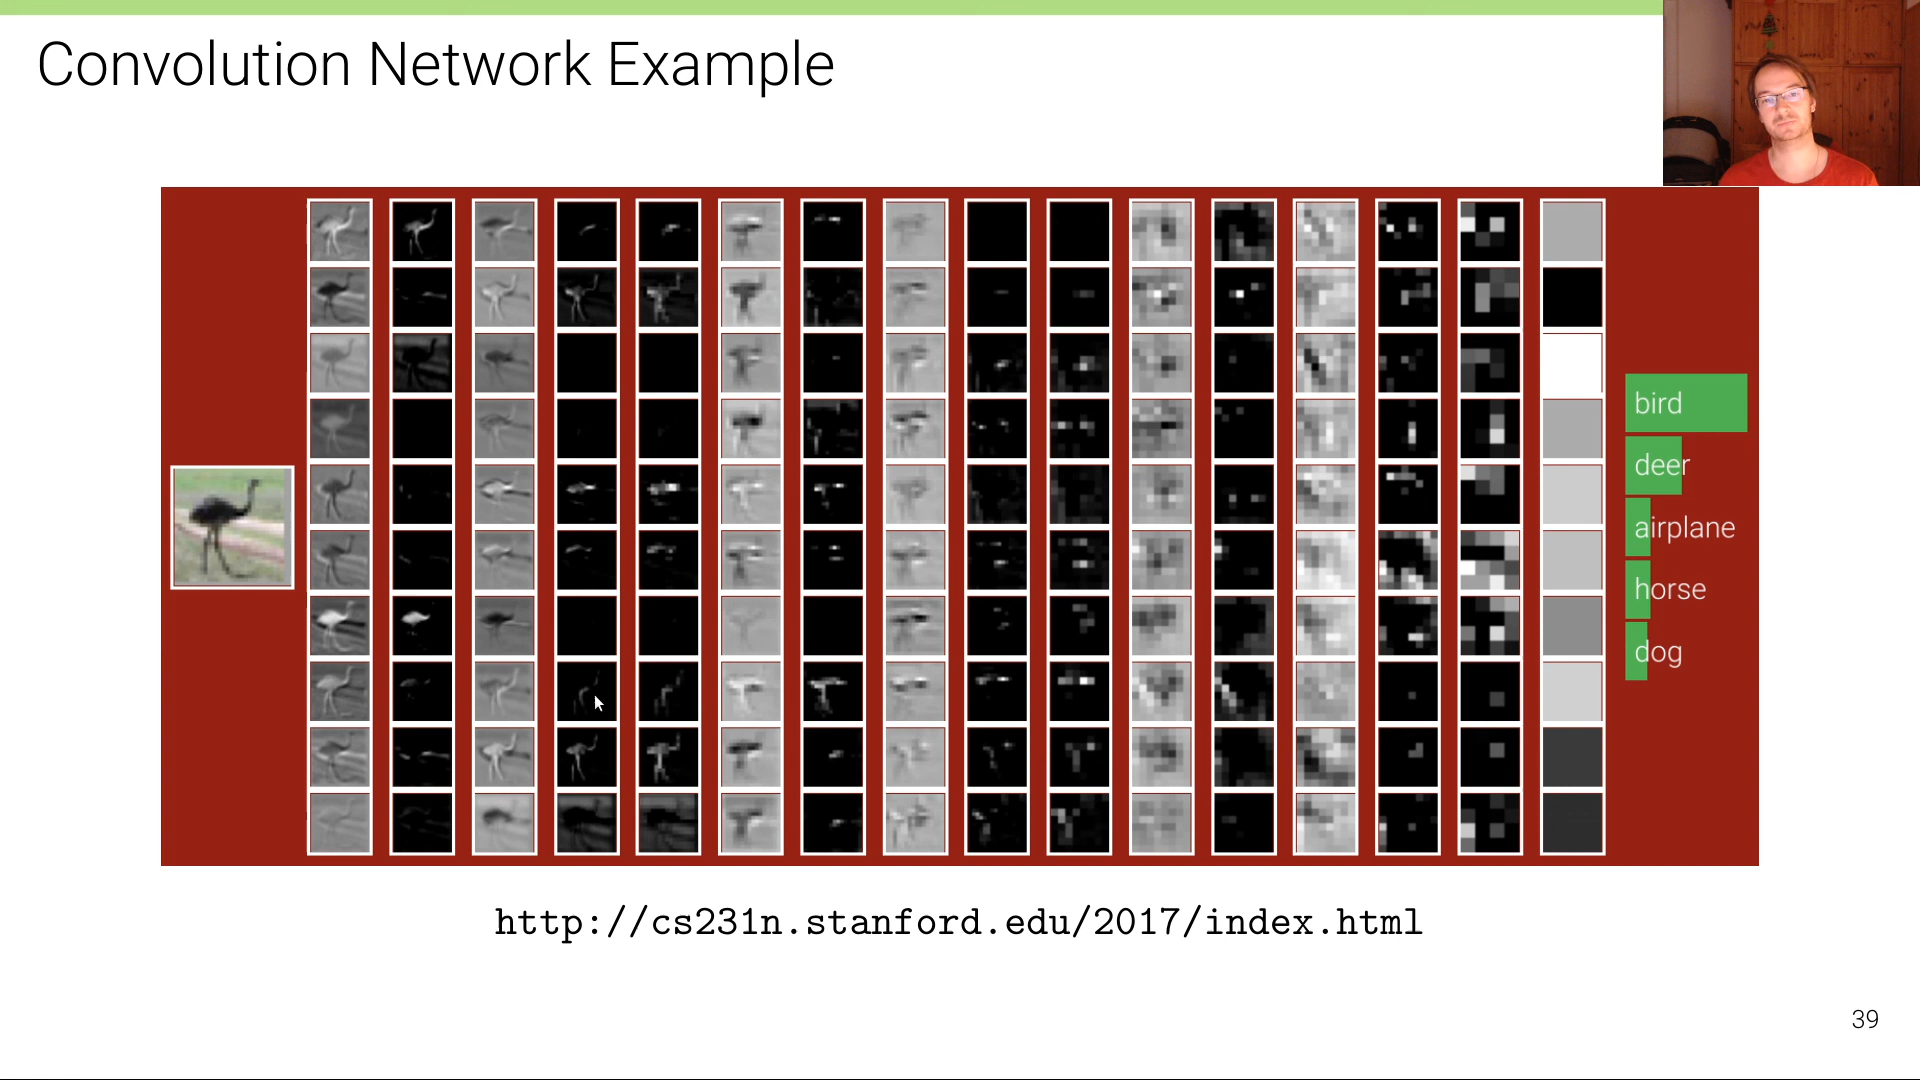 Convolution Network Example
bird
deer
airplane
horse
dog
http://cs231n.stanford.edu/2017/index.html
39